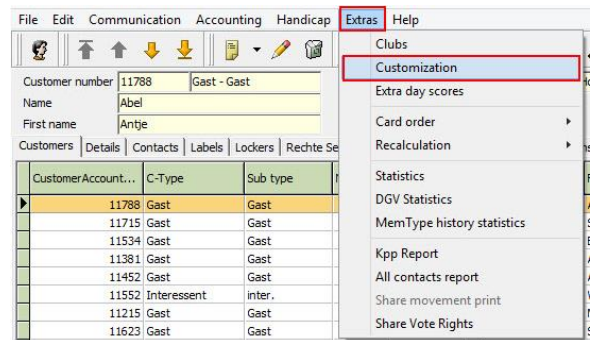 File Edit Communication Accounting Handicap Extras Help
Clubs
Customization
Extra day scores
Card order
Recalculation
Statistics
DGV Statistics
MemType history statistics
Kpp Report
All contacts report
Share movement print
Share Vote Rights
Customer number 11788 Gast - Gast
Name Abel
First name Antje
Customers Details Contacts Labels Lockers Rechte Se
CustomerAccount... C-Type Sub type
11788 Gast Gast
11715 Gast Gast
11534 Gast Gast
11381 Gast Gast
11452 Gast Gast
11552 Interessent inter.
11215 Gast Gast
11623 Gast Gast